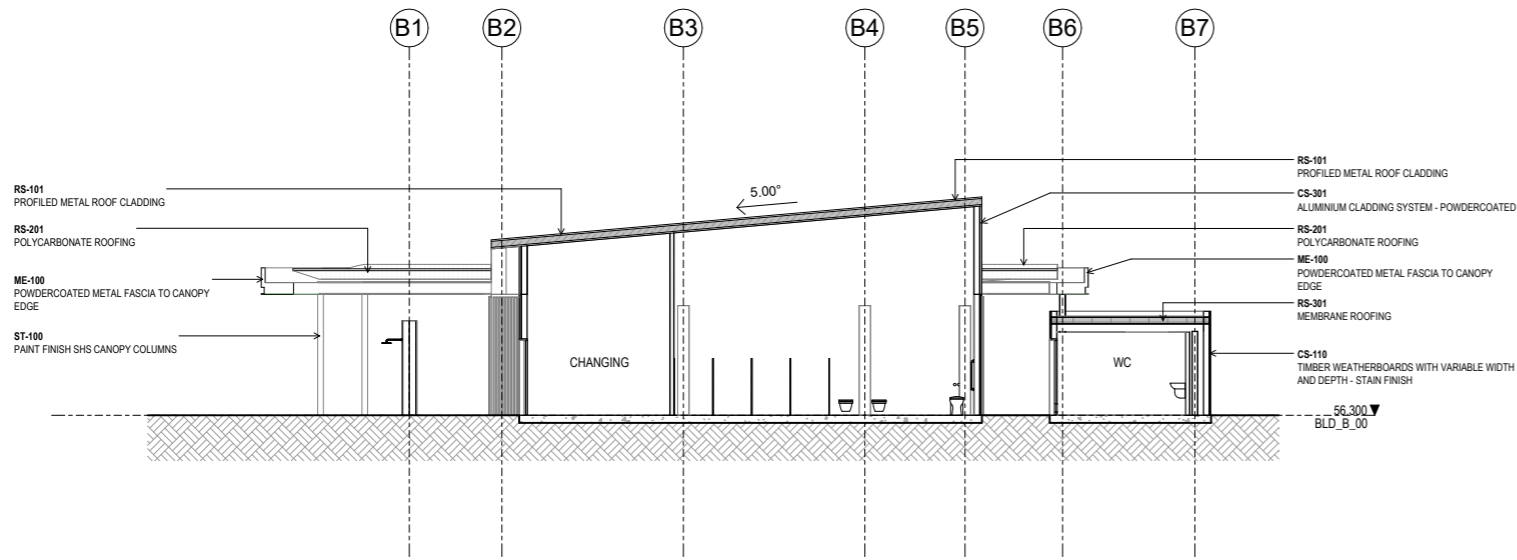 B1 B2 B3 B4 B5 B6 B7
RS-101
PROFILED METAL ROOF CLADDING
RS-201
POLYCARBONATE ROOFING
ME-100
POWDERCOATED METAL FASCIA TO CANOPY
EDGE
ST-100
PAINT FINISH SHS CANOPY COLUMNS
5.00°
CHANGING
WC
RS-101
PROFILED METAL ROOF CLADDING
CS-301
ALUMINIUM CLADDING SYSTEM - POWDERCOATED
RS-201
POLYCARBONATE ROOFING
ME-100
POWDERCOATED METAL FASCIA TO CANOPY
EDGE
RS-301
MEMBRANE ROOFING
CS-110
TIMBER WEATHERBOARDS WITH VARIABLE WIDTH
AND DEPTH - STAIN FINISH
56.300
BLD_B_00